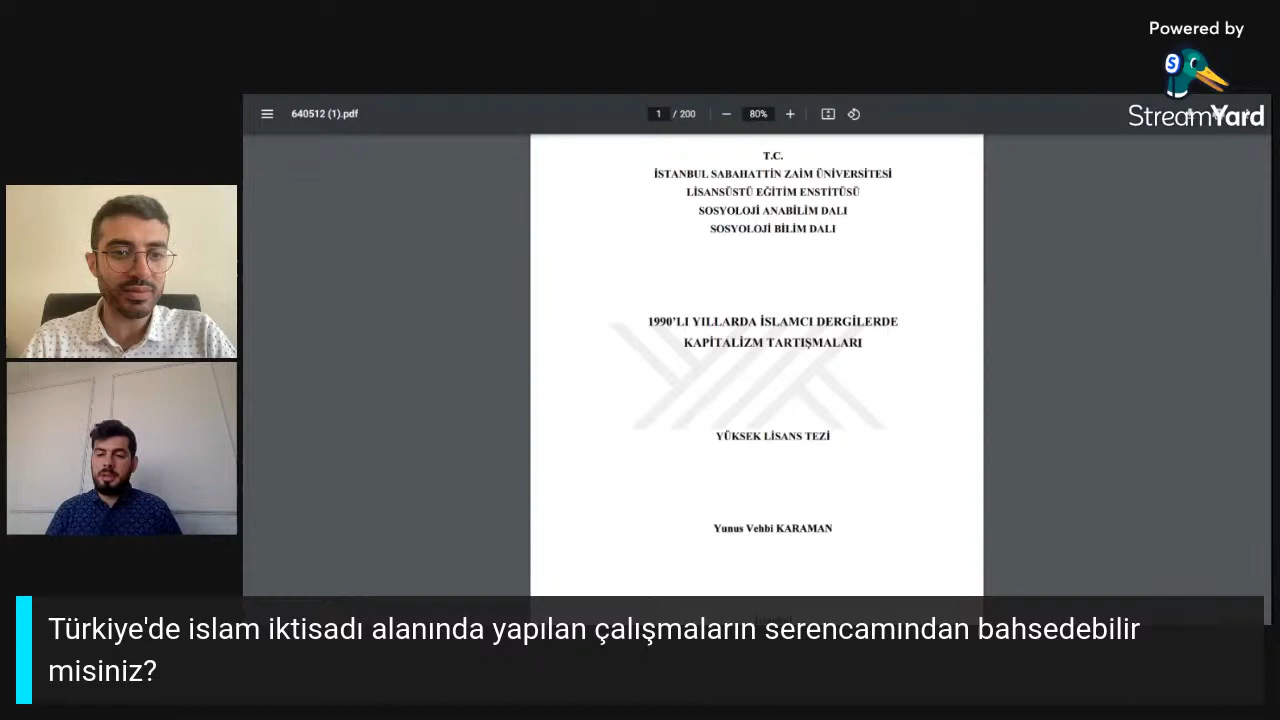 Powered by
S
StreamYard
640512 (1).pdf
1 / 200
80%
T.C.
İSTANBUL SABAHATTİN ZAİM ÜNİVERSİTESİ
LİSANSÜSTÜ EĞİTİM ENSTİTÜSÜ
SOSYOLOJİ ANABİLİM DALI
SOSYOLOJİ BİLİM DALI
1990'LI YILLARDA İSLAMCI DERGİLERDE
KAPİTALİZM TARTIŞMALARI
YÜKSEK LİSANS TEZİ
Yunus Vehbi KARAMAN
Türkiye'de islam iktisadı alanında yapılan çalışmaların serencamından bahsedebilir
misiniz?